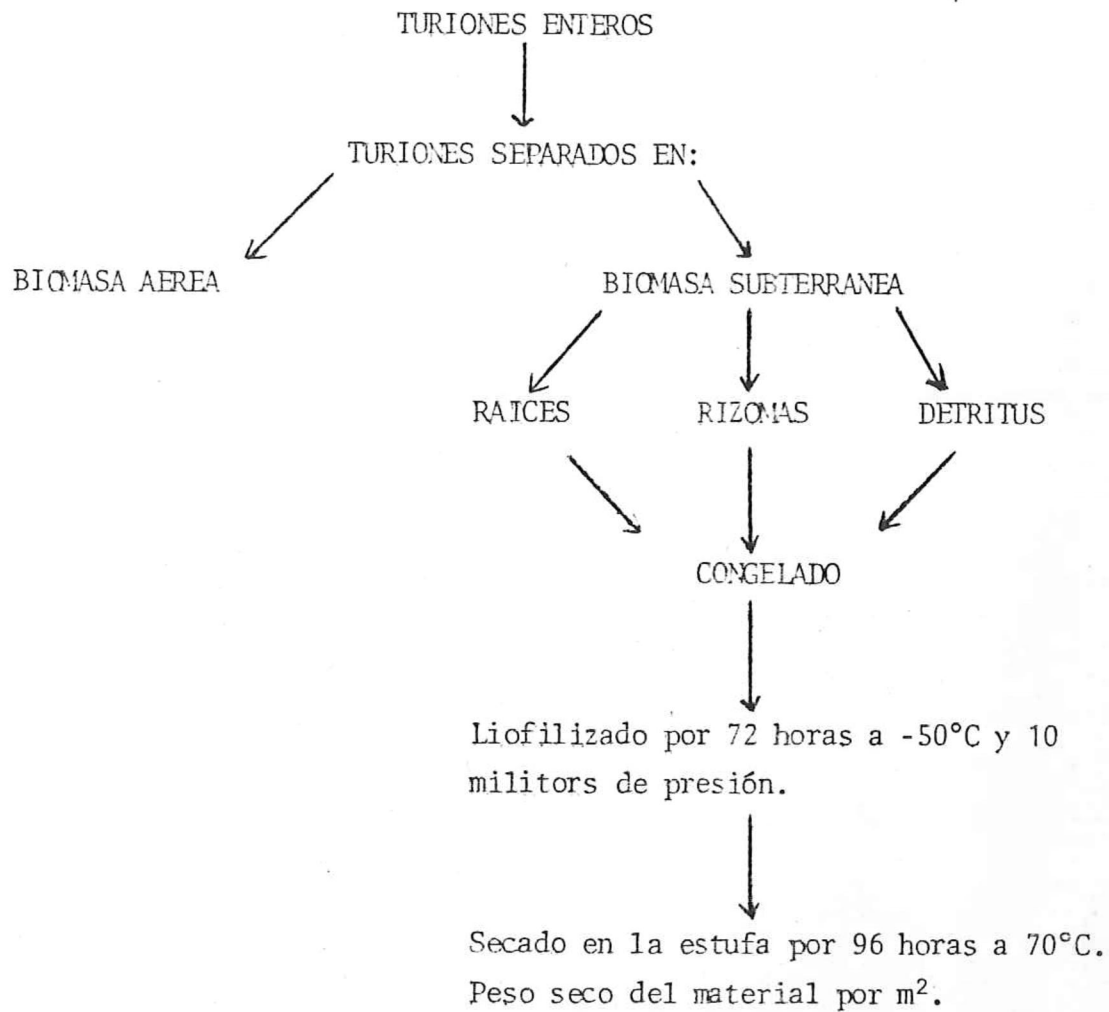 TURIONES ENTEROS
TURIONES SEPARADOS EN:
BIOMASA AEREA
BIOMASA SUBTERRANEA
RAICES
RIZOMAS
DETRITUS
CONGELADO
Liofilizado por 72 horas a -50°C y 10
militors de presión.
Secado en la estufa por 96 horas a 70°C.
Peso seco del material por m².